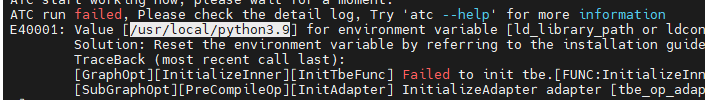 ATC start working now, please wait for a moment.
ATC run failed, Please check the detail log, Try 'atc --help' for more information
E40001: Value [/usr/local/python3.9] for environment variable [ld_library_path or ldcon
Solution: Reset the environment variable by referring to the installation guide
TraceBack (most recent call last):
[GraphOpt][InitializeInner][InitTbeFunc] Failed to init tbe.[FUNC:InitializeInn
[SubGraphOpt][PreCompileOp][InitAdapter] InitializeAdapter adapter [tbe_op_adap